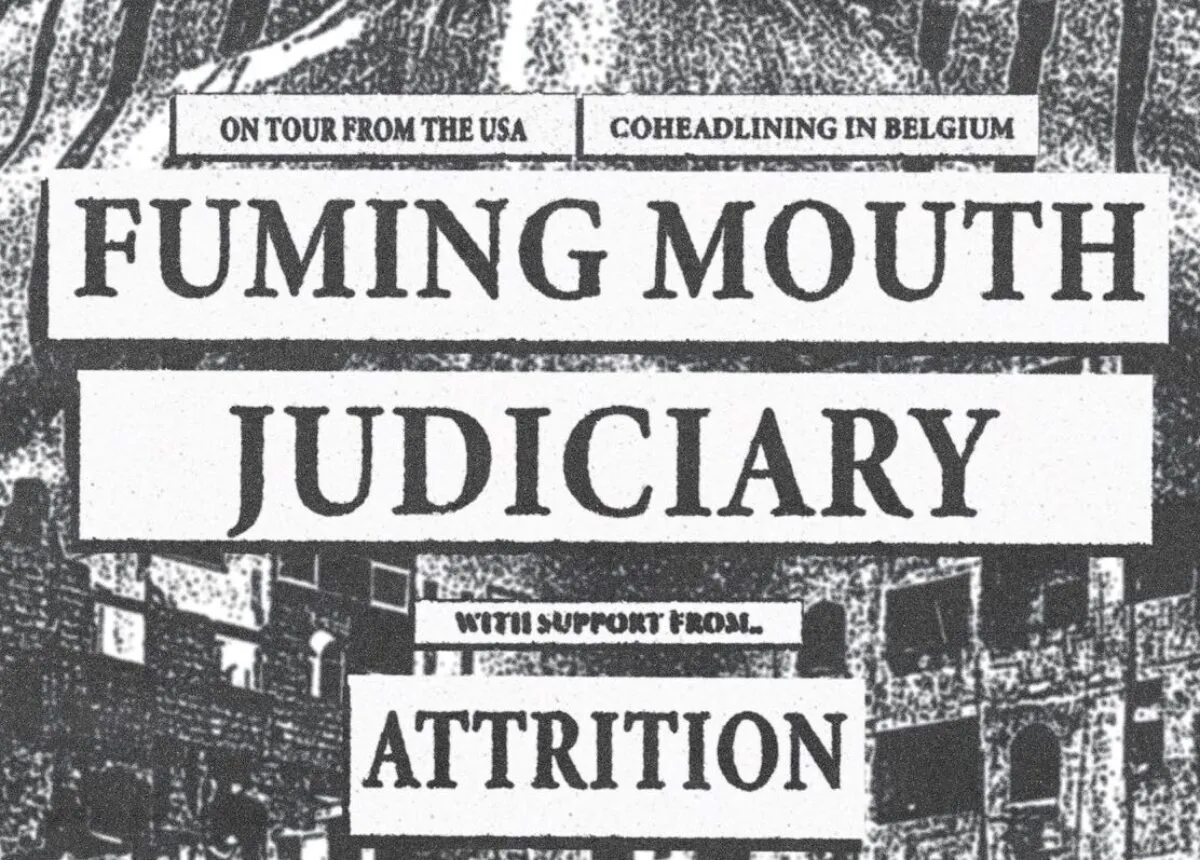 ON TOUR FROM THE USA
COHEADLINING IN BELGIUM
FUMING MOUTH
JUDICIARY
WITH SUPPORT FROM..
ATTRITION